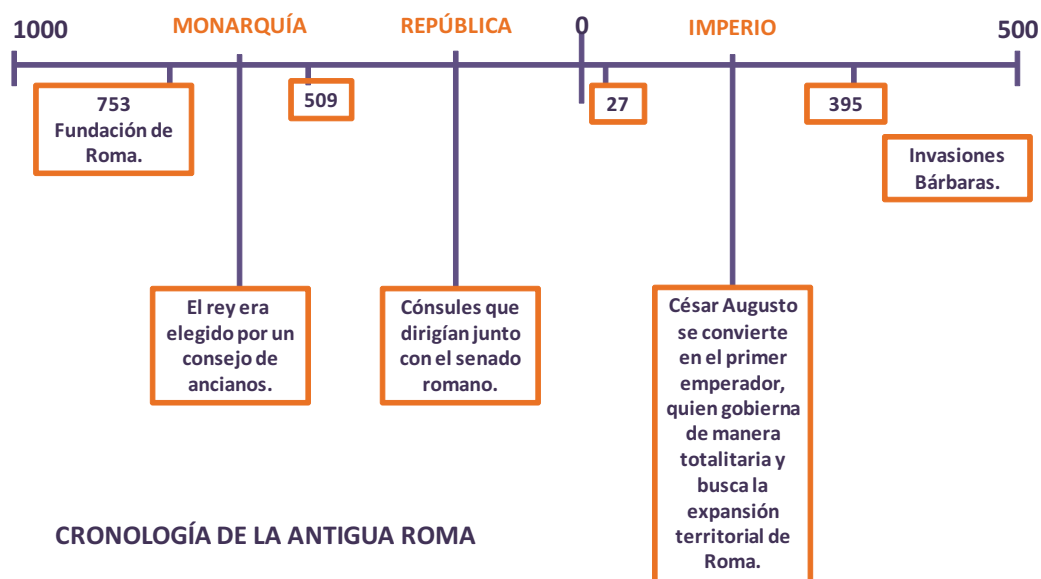 1000
MONARQUÍA
REPÚBLICA
0
IMPERIO
500
753
Fundación de
Roma.
509
27
395
Invasiones
Bárbaras.
El rey era
elegido por un
consejo de
ancianos.
Cónsules que
dirigían junto
con el senado
romano.
César Augusto
se convierte
en el primer
emperador,
quien gobierna
de manera
totalitaria y
busca la
expansión
territorial de
Roma.
CRONOLOGÍA DE LA ANTIGUA ROMA